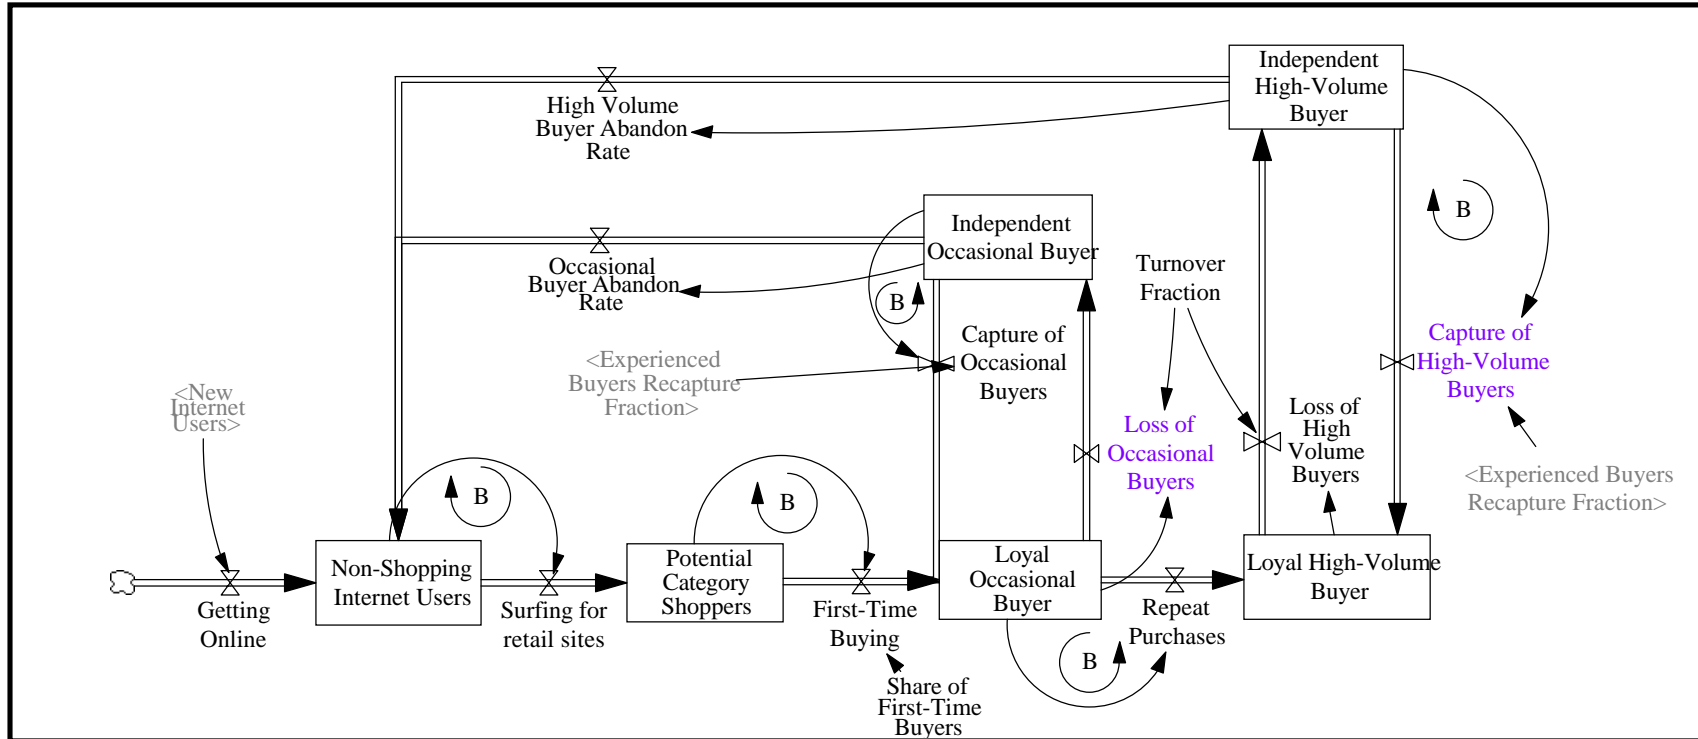 Independent
High-Volume
Buyer
High Volume
Buyer Abandon
Rate
B
Independent
Occasional Buyer
Occasional
Buyer Abandon
Rate
B
Turnover
Fraction
Capture of
Occasional
Buyers
<Experienced
Buyers Recapture
Fraction>
Capture of
High-Volume
Buyers
<New
Internet
Users>
Loss of
Occasional
Buyers
Loss of
High
Volume
Buyers
<Experienced Buyers
Recapture Fraction>
B
B
Non-Shopping
Internet Users
Potential
Category
Shoppers
Loyal
Occasional
Buyer
Loyal High-Volume
Buyer
Getting
Online
Surfing for
retail sites
First-Time
Buying
Repeat
Purchases
B
Share of
First-Time
Buyers